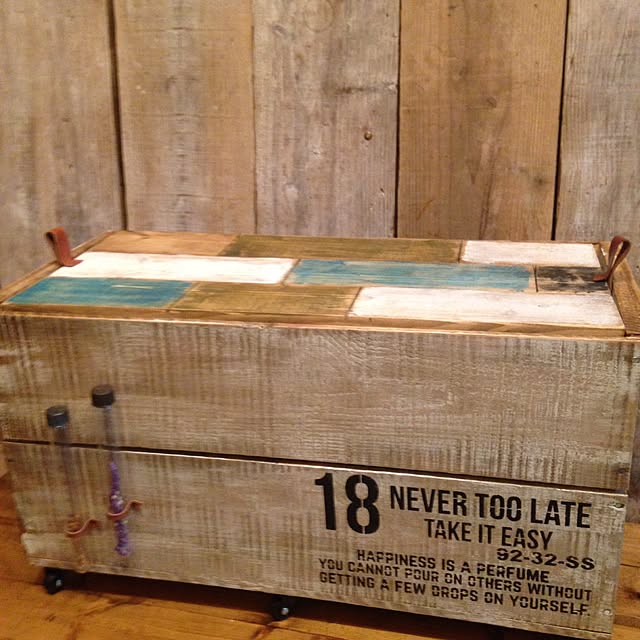 18 NEVER TOO LATE
TAKE IT EASY
92-32-SS
HAPPINESS IS A PERFUME
YOU CANNOT POUR ON OTHERS WITHOUT
GETTING A FEW DROPS ON YOURSELF.